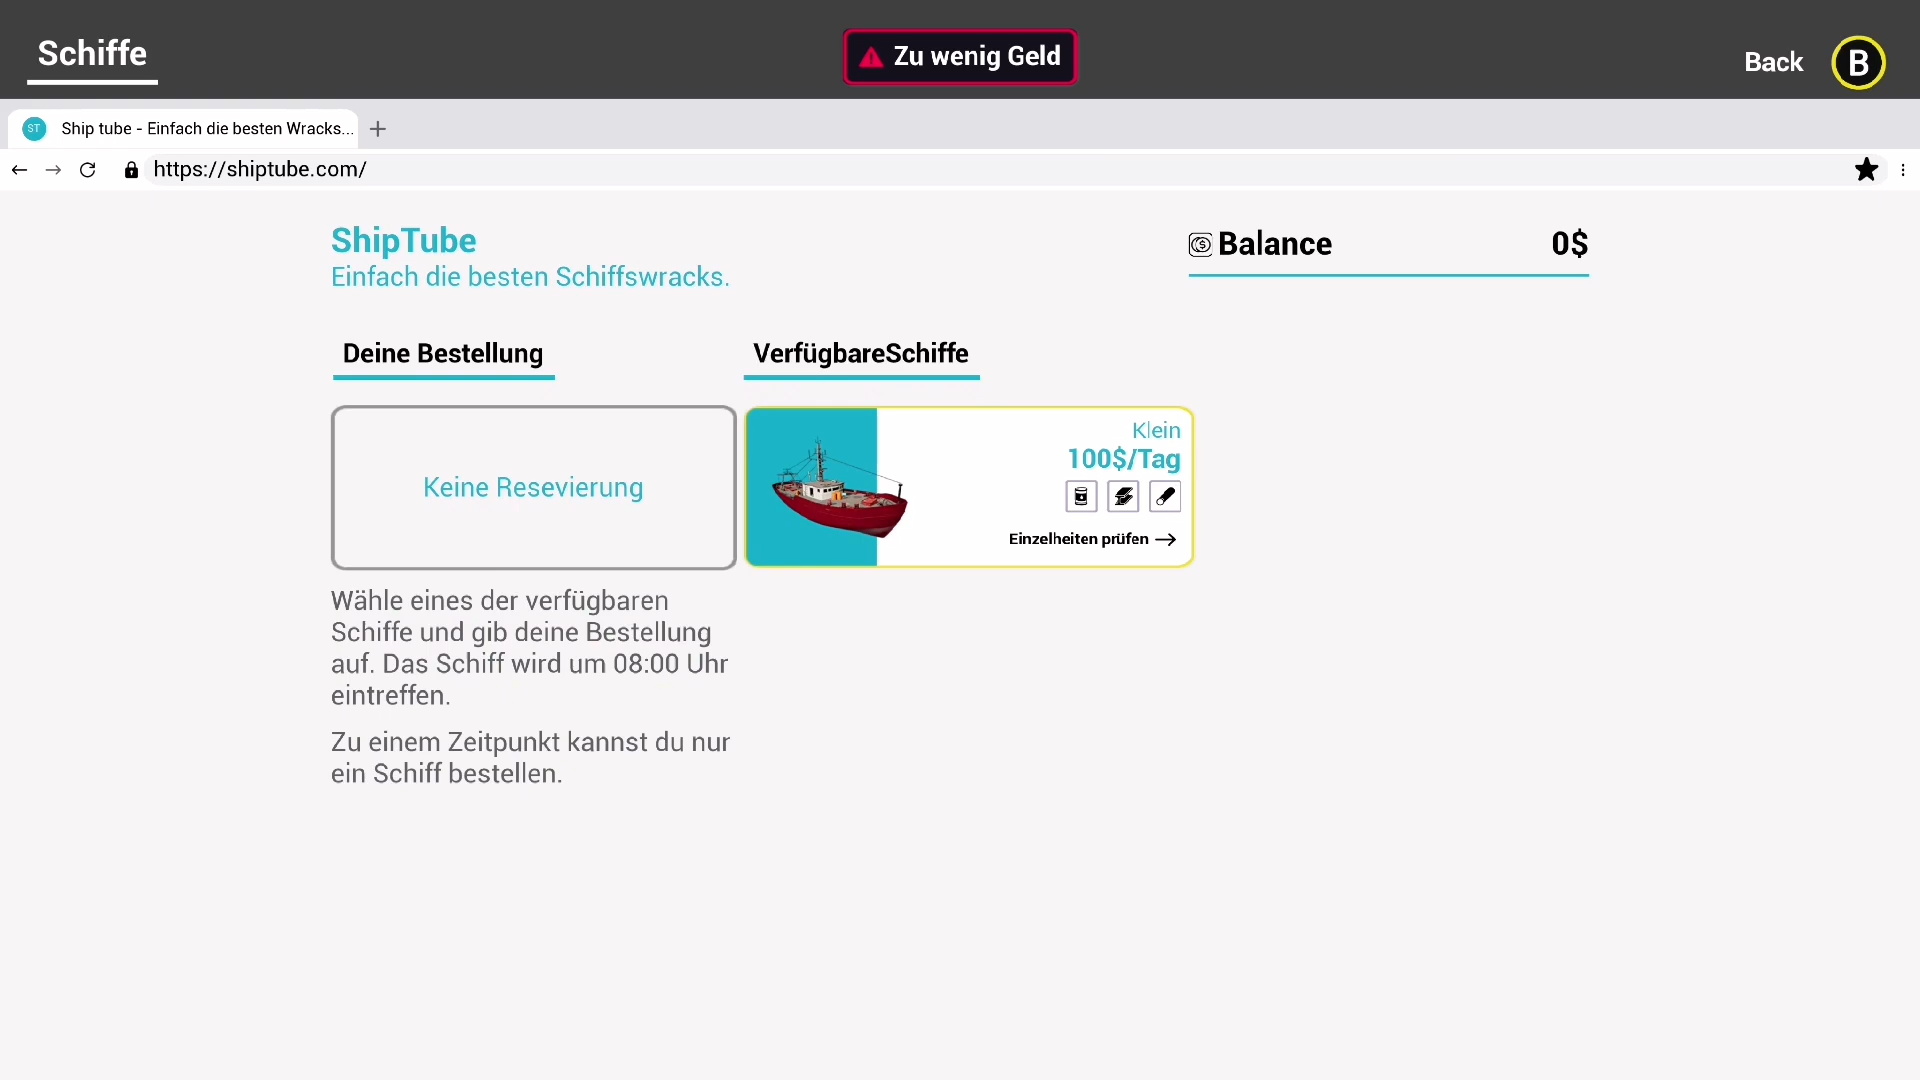 Schiffe
Zu wenig Geld
Back B
ST Ship tube - Einfach die besten Wracks...
https://shiptube.com/
ShipTube
Einfach die besten Schiffswracks.
Balance 0$
Deine Bestellung
VerfügbareSchiffe
Keine Resevierung
Klein
100$/Tag
Einzelheiten prüfen
Wähle eines der verfügbaren
Schiffe und gib deine Bestellung
auf. Das Schiff wird um 08:00 Uhr
eintreffen.
Zu einem Zeitpunkt kannst du nur
ein Schiff bestellen.